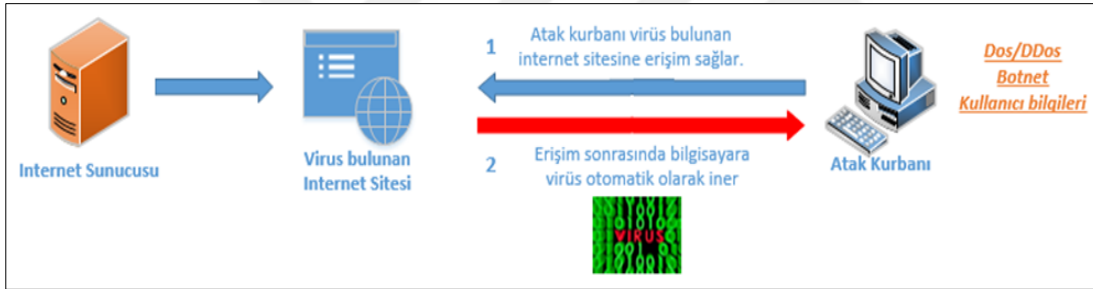 Internet Sunucusu
Virus bulunan
Internet Sitesi
1
Atak kurbanı virüs bulunan
internet sitesine erişim sağlar.
2
Erişim sonrasında bilgisayara
virüs otomatik olarak iner
VIRUS
Atak Kurbanı
Dos/DDos
Botnet
Kullanıcı bilgileri